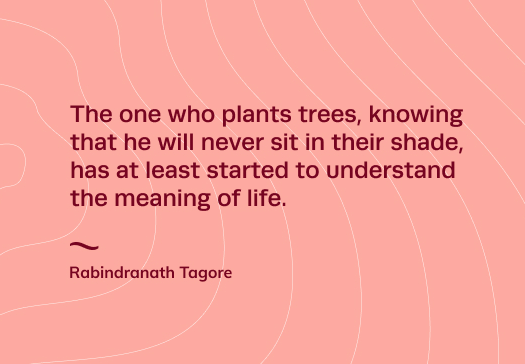 The one who plants trees, knowing
that he will never sit in their shade,
has at least started to understand
the meaning of life.
~
Rabindranath Tagore